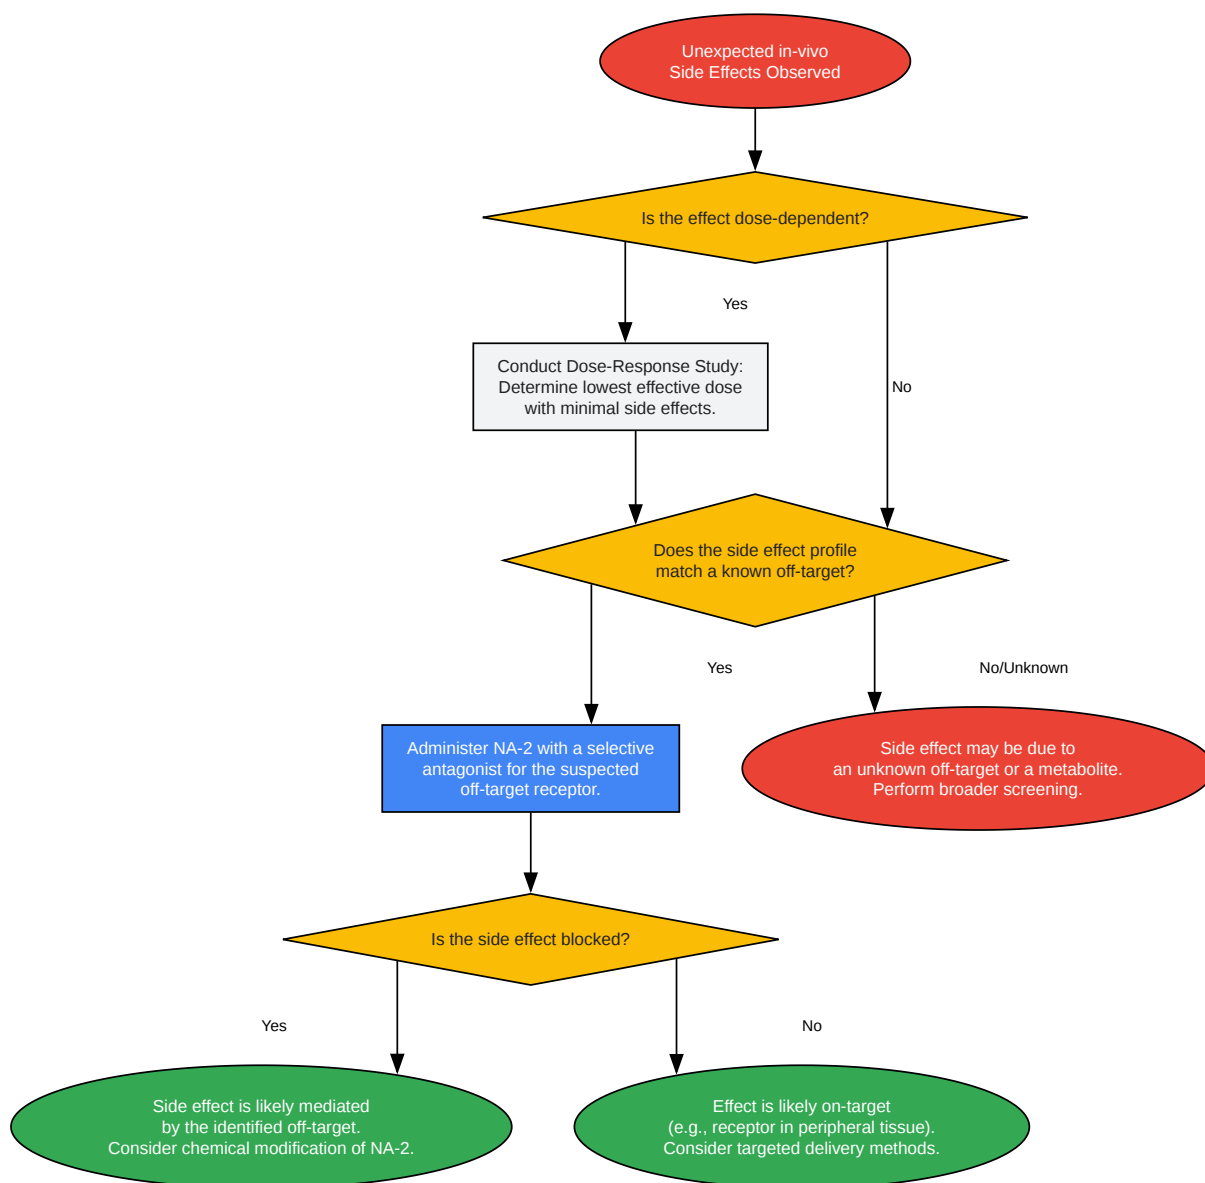 Unexpected in-vivo
Side Effects Observed
Is the effect dose-dependent?
Yes
Conduct Dose-Response Study:
Determine lowest effective dose
with minimal side effects.
No
Does the side effect profile
match a known off-target?
Yes
No/Unknown
Administer NA-2 with a selective
antagonist for the suspected
off-target receptor.
Side effect may be due to
an unknown off-target or a metabolite.
Perform broader screening.
Is the side effect blocked?
Yes
No
Side effect is likely mediated
by the identified off-target.
Consider chemical modification of NA-2.
Effect is likely on-target
(e.g., receptor in peripheral tissue).
Consider targeted delivery methods.